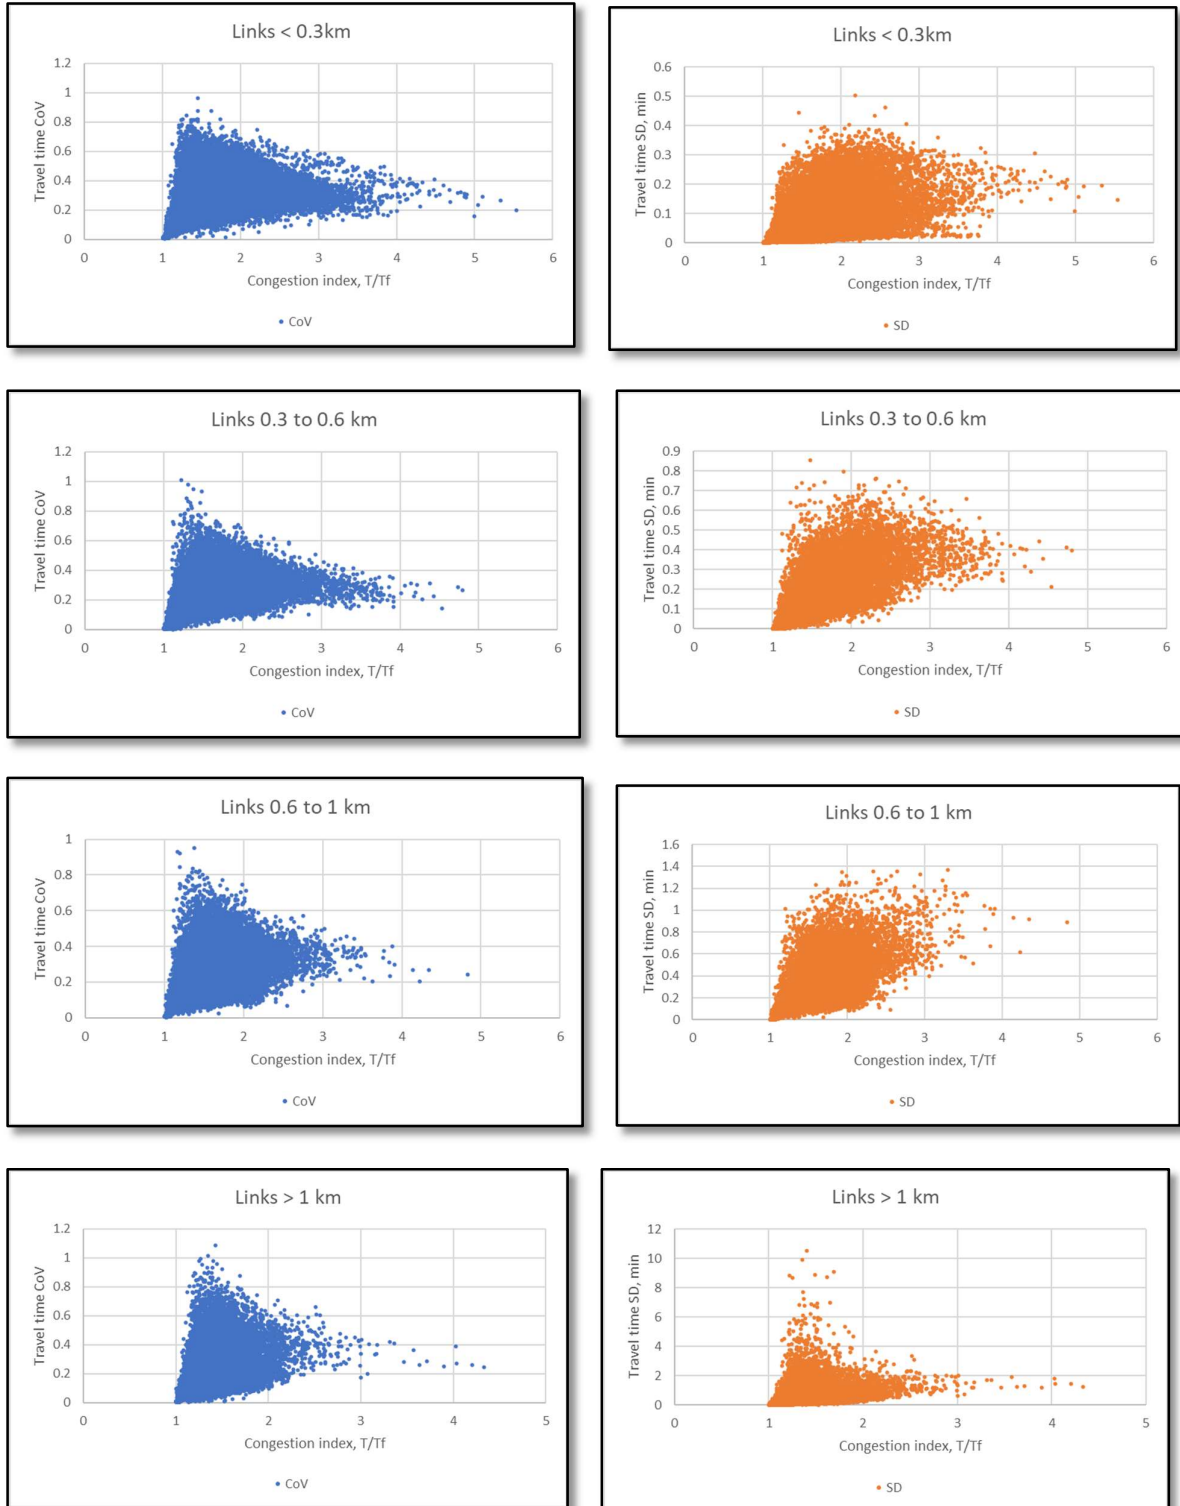 Links < 0.3km
1.2
1
0.8
0.6
0.4
0.2
0
Travel time CoV
0 1 2 3 4 5 6
Congestion index, T/Tf
CoV
Links < 0.3km
0.6
0.5
0.4
0.3
0.2
0.1
0
Travel time SD, min
0 1 2 3 4 5 6
Congestion index, T/Tf
SD
Links 0.3 to 0.6 km
1.2
1
0.8
0.6
0.4
0.2
0
Travel time CoV
0 1 2 3 4 5 6
Congestion index, T/Tf
CoV
Links 0.3 to 0.6 km
0.9
0.8
0.7
0.6
0.5
0.4
0.3
0.2
0.1
0
Travel time SD, min
0 1 2 3 4 5 6
Congestion index, T/Tf
SD
Links 0.6 to 1 km
1
0.8
0.6
0.4
0.2
0
Travel time CoV
0 1 2 3 4 5 6
Congestion index, T/Tf
CoV
Links 0.6 to 1 km
1.6
1.4
1.2
1
0.8
0.6
0.4
0.2
0
Travel time SD, min
0 1 2 3 4 5 6
Congestion index, T/Tf
SD
Links > 1 km
1.2
1
0.8
0.6
0.4
0.2
0
Travel time CoV
0 1 2 3 4 5
Congestion index, T/Tf
CoV
Links > 1 km
12
10
8
6
4
2
0
Travel time SD, min
0 1 2 3 4 5
Congestion index, T/Tf
SD